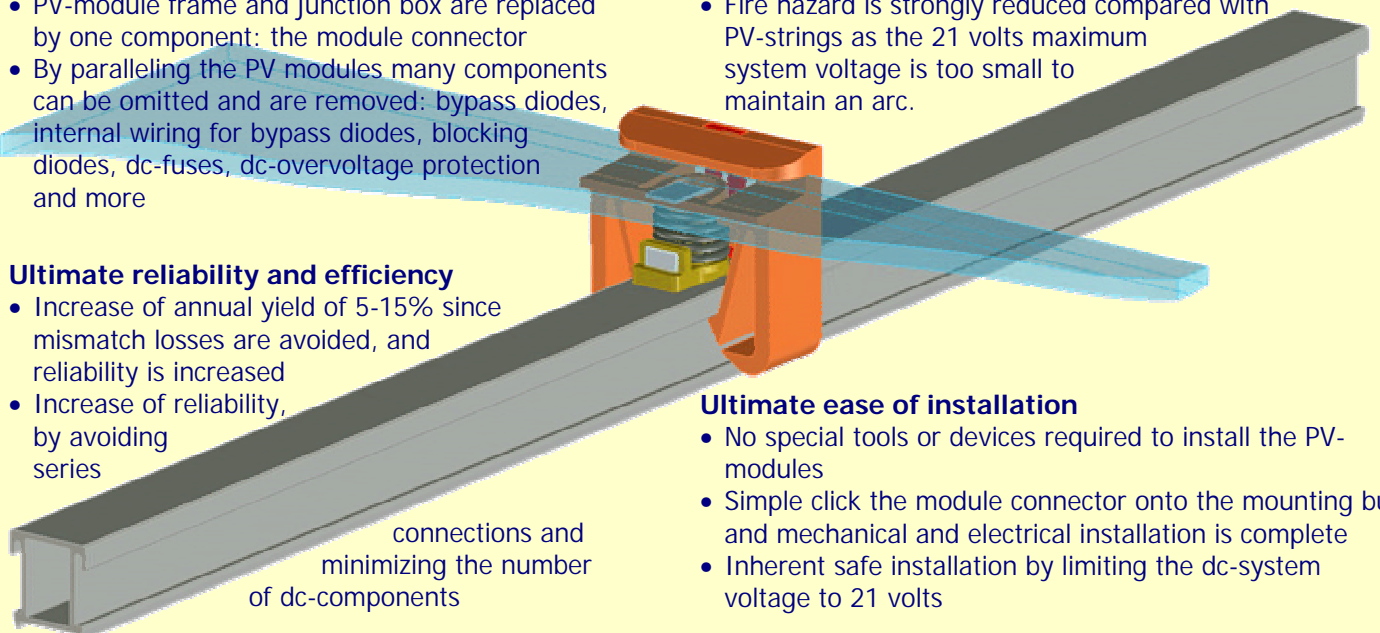 • PV-module frame and junction box are replaced
by one component: the module connector
• By paralleling the PV modules many components
can be omitted and are removed: bypass diodes,
internal wiring for bypass diodes, blocking
diodes, dc-fuses, dc-overvoltage protection
and more
Ultimate reliability and efficiency
• Increase of annual yield of 5-15% since
mismatch losses are avoided, and
reliability is increased
• Increase of reliability,
by avoiding
series
connections and
minimizing the number
of dc-components
• Fire hazard is strongly reduced compared with
PV-strings as the 21 volts maximum
system voltage is too small to
maintain an arc.
Ultimate ease of installation
• No special tools or devices required to install the PV-
modules
• Simple click the module connector onto the mounting
and mechanical and electrical installation is complete
• Inherent safe installation by limiting the dc-system
voltage to 21 volts